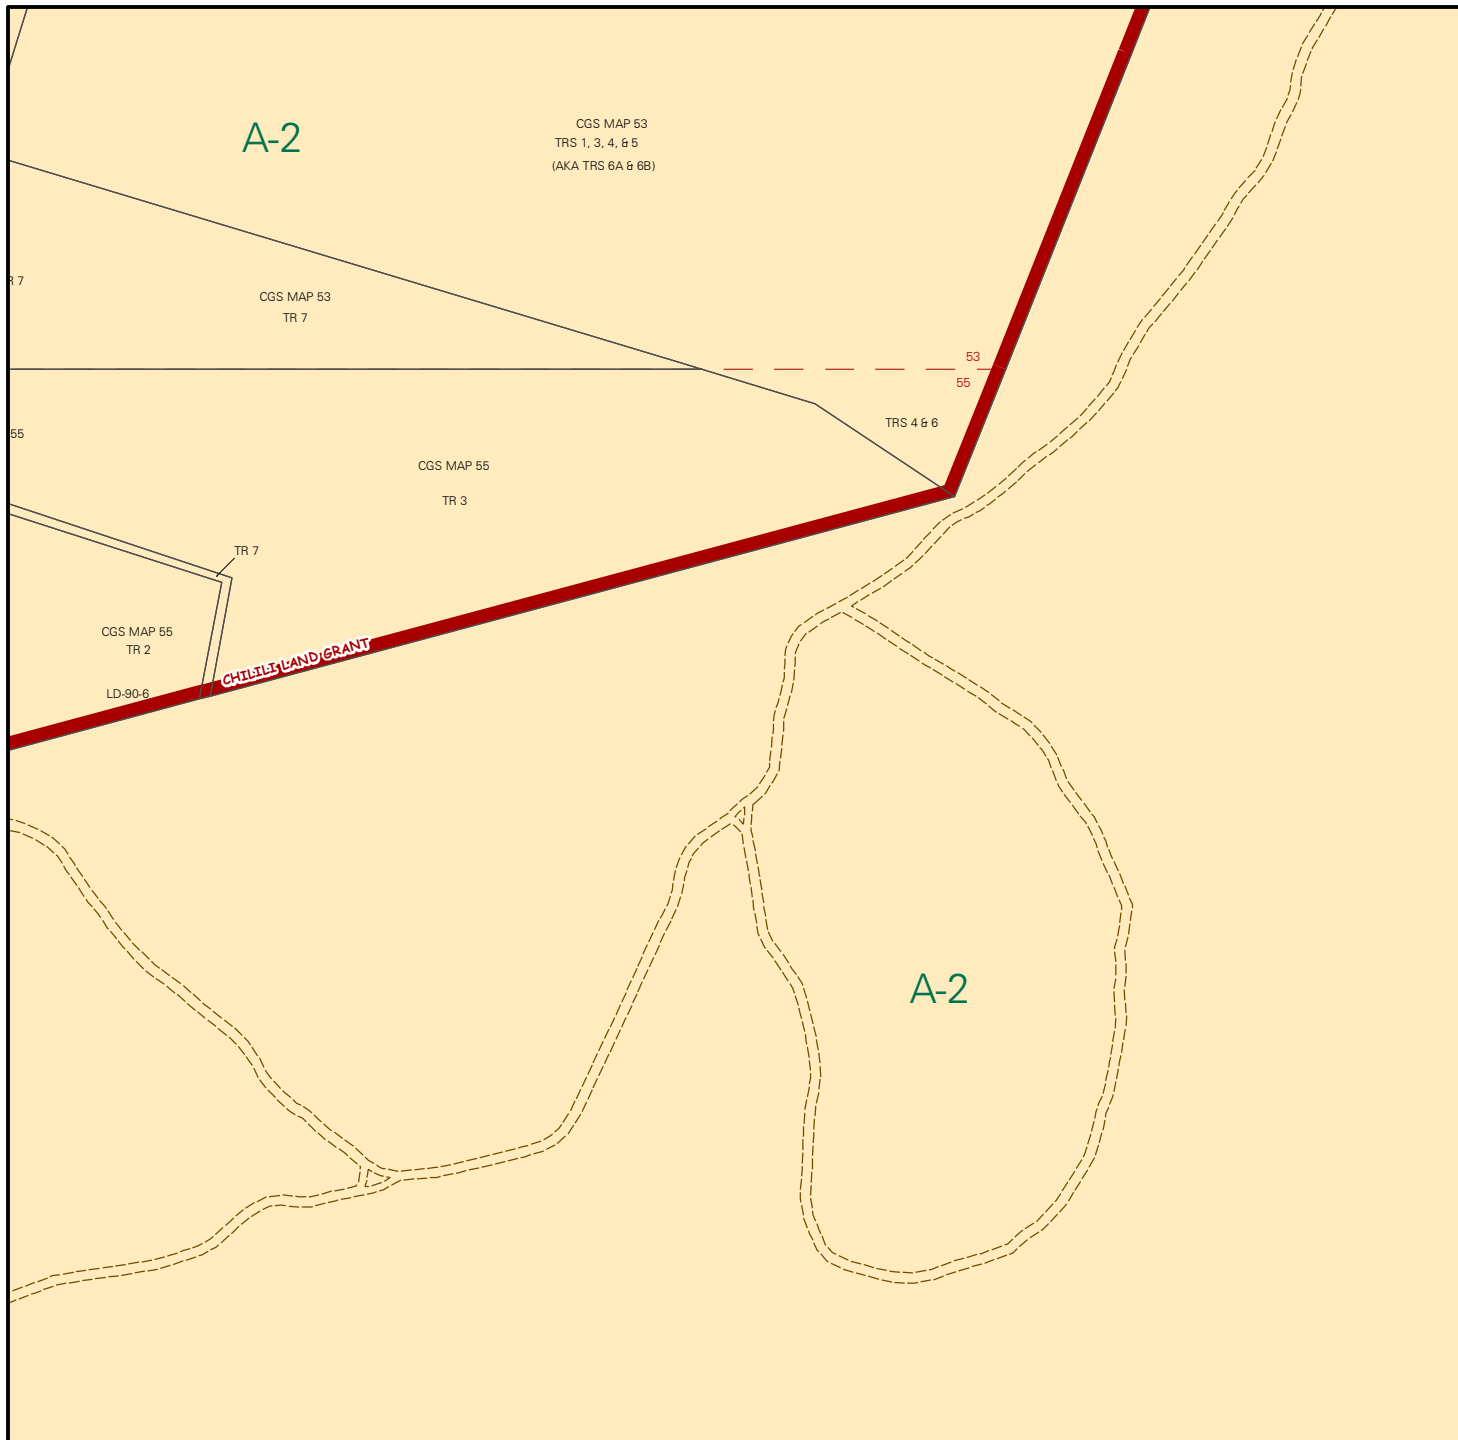 CGS MAP 53
A-2
TRS 1, 3, 4, & 5
(AKA TRS 6A & 6B)
R 7
CGS MAP 53
TR 7
53
55
TRS 4 & 6
55
CGS MAP 55
TR 3
TR 7
CGS MAP 55
TR 2
CHILILI LAND GRANT
LD-90-6
A-2